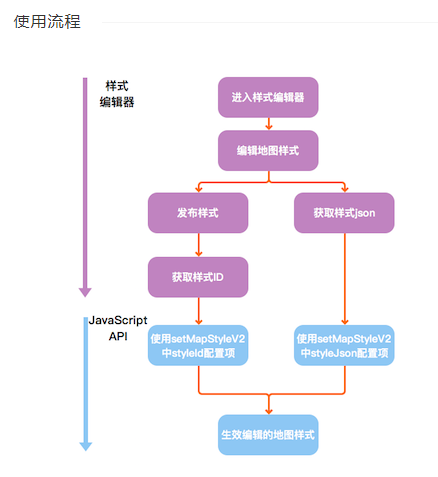 使用流程
样式
编辑器
进入样式编辑器
编辑地图样式
发布样式
获取样式json
获取样式ID
JavaScript
API
使用setMapStyleV2
中styleId配置项
使用setMapStyleV2
中styleJson配置项
生效编辑的地图样式